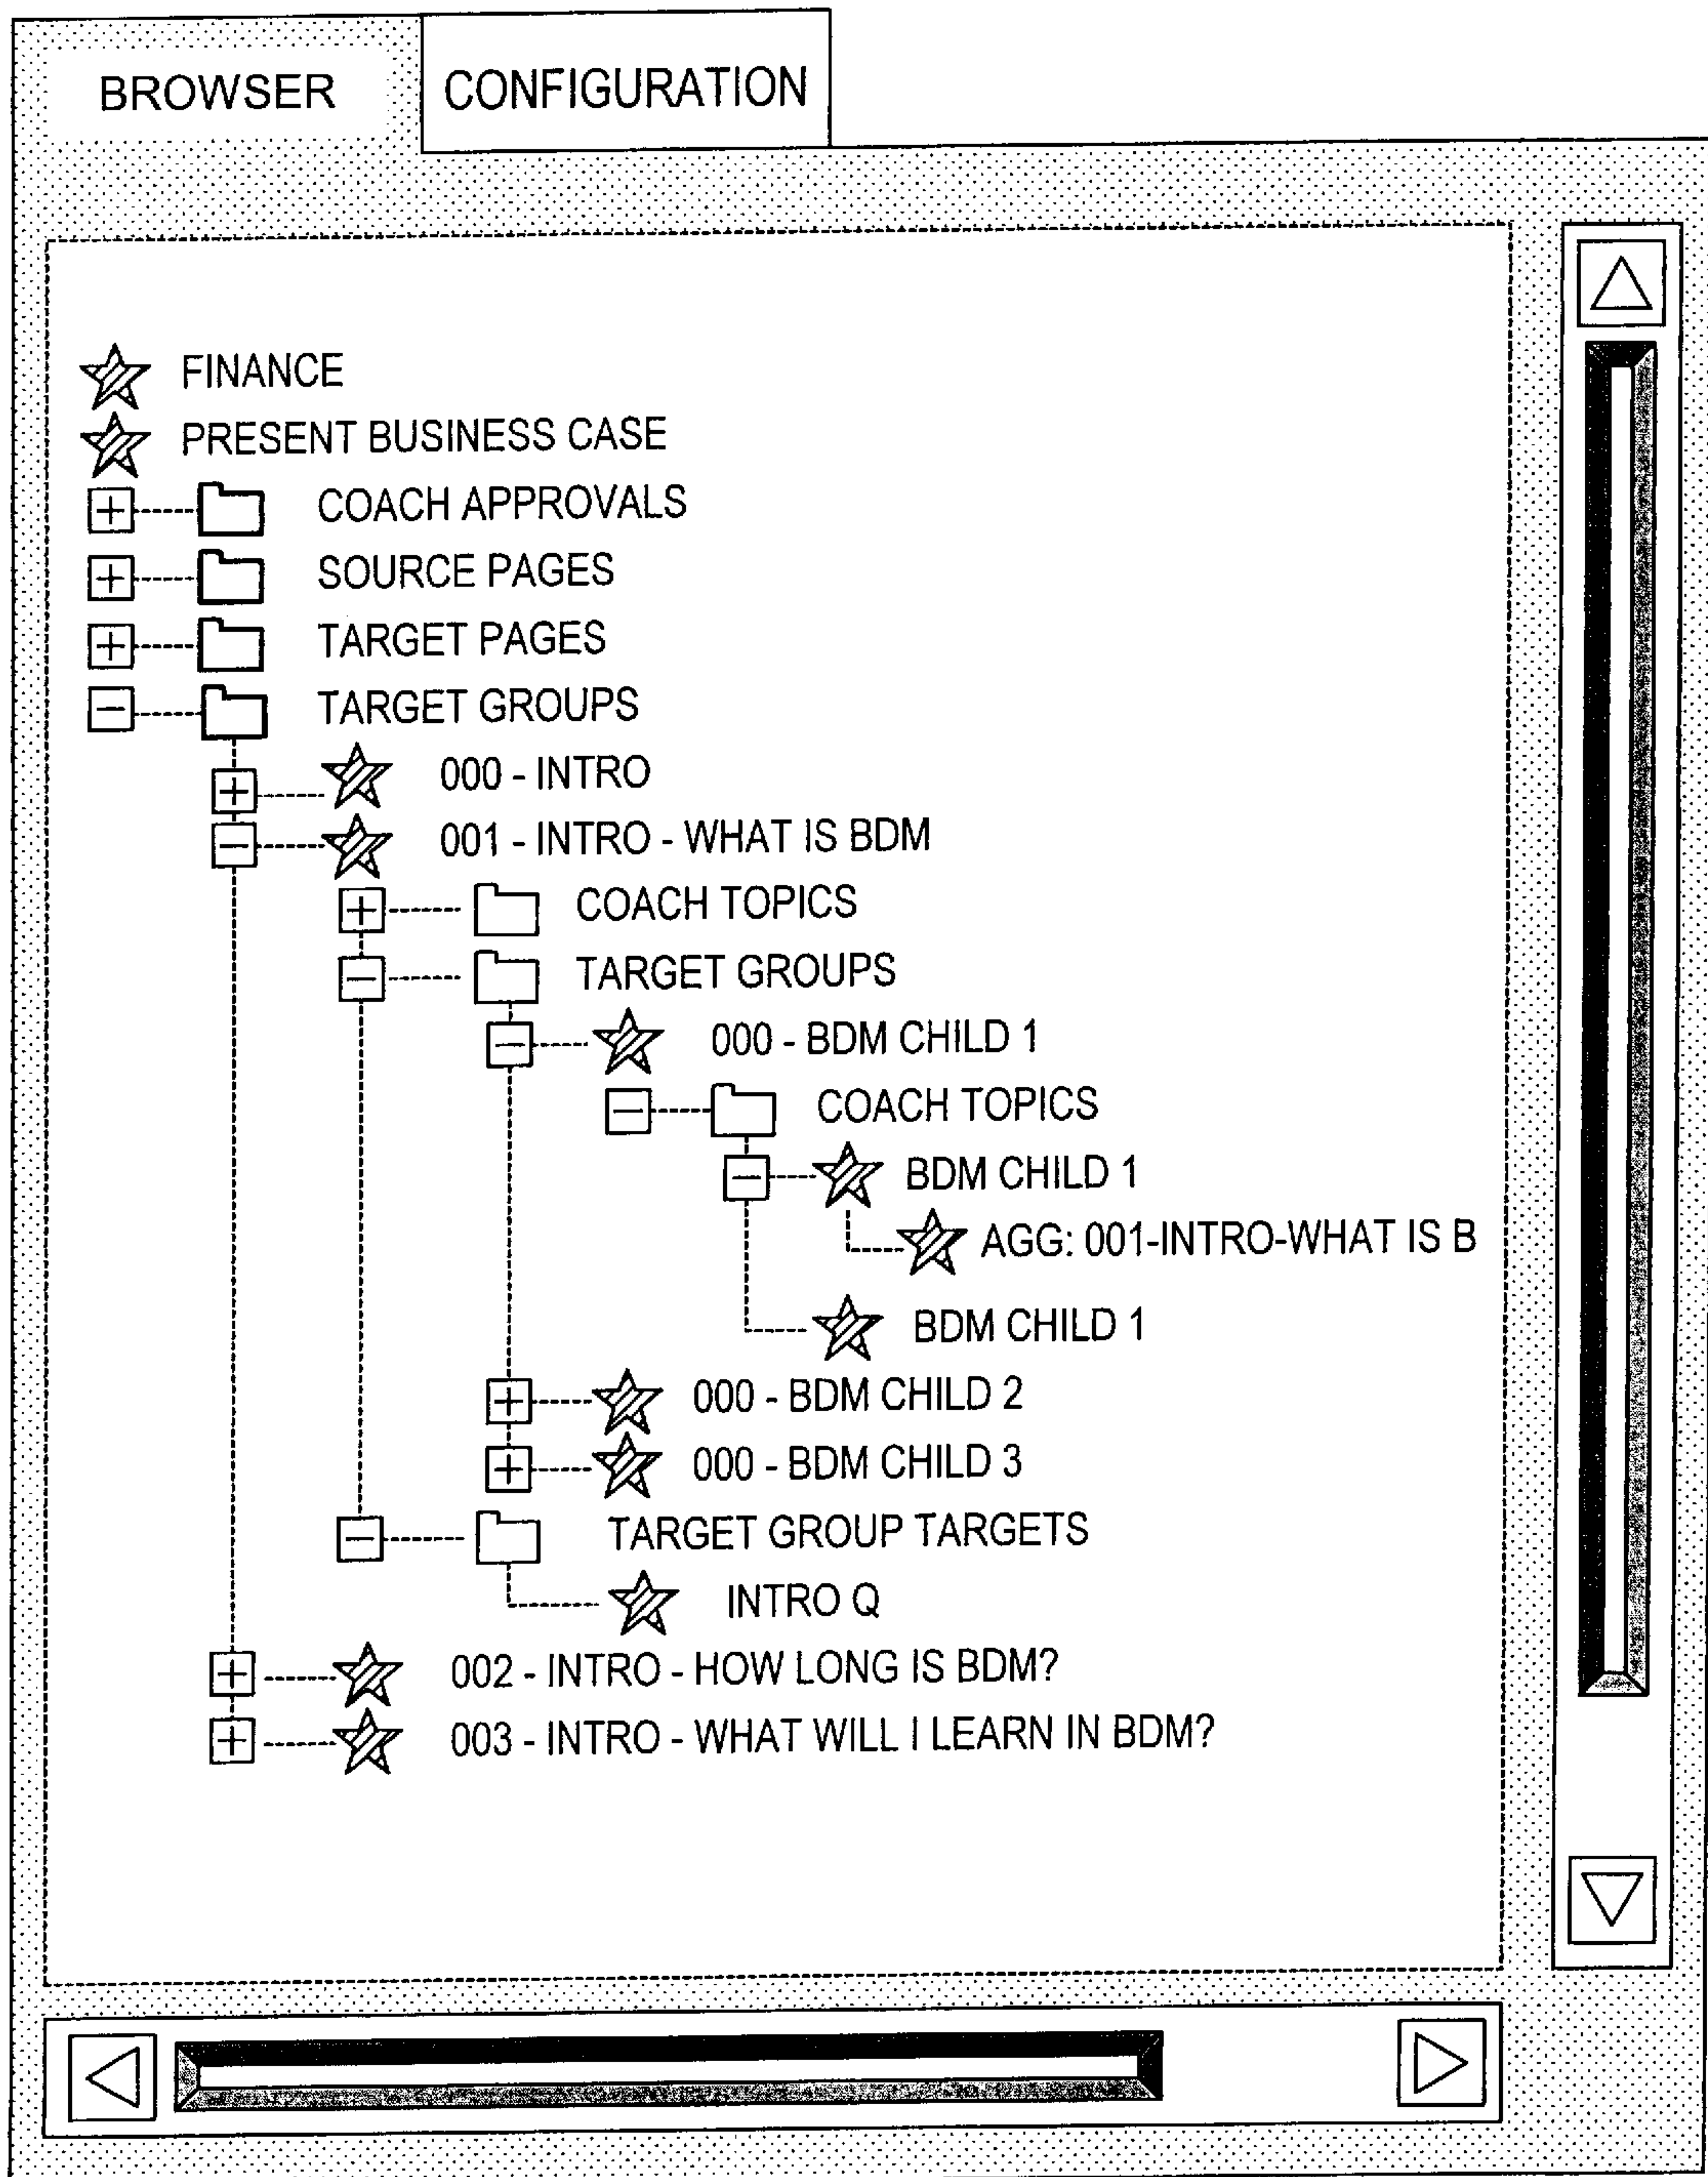 BROWSER
CONFIGURATION
FINANCE
PRESENT BUSINESS CASE
COACH APPROVALS
SOURCE PAGES
TARGET PAGES
TARGET GROUPS
000 - INTRO
001 - INTRO - WHAT IS BDM
COACH TOPICS
TARGET GROUPS
000 - BDM CHILD 1
COACH TOPICS
BDM CHILD 1
AGG: 001-INTRO-WHAT IS B
BDM CHILD 1
000 - BDM CHILD 2
000 - BDM CHILD 3
TARGET GROUP TARGETS
INTRO Q
002 - INTRO - HOW LONG IS BDM?
003 - INTRO - WHAT WILL I LEARN IN BDM?